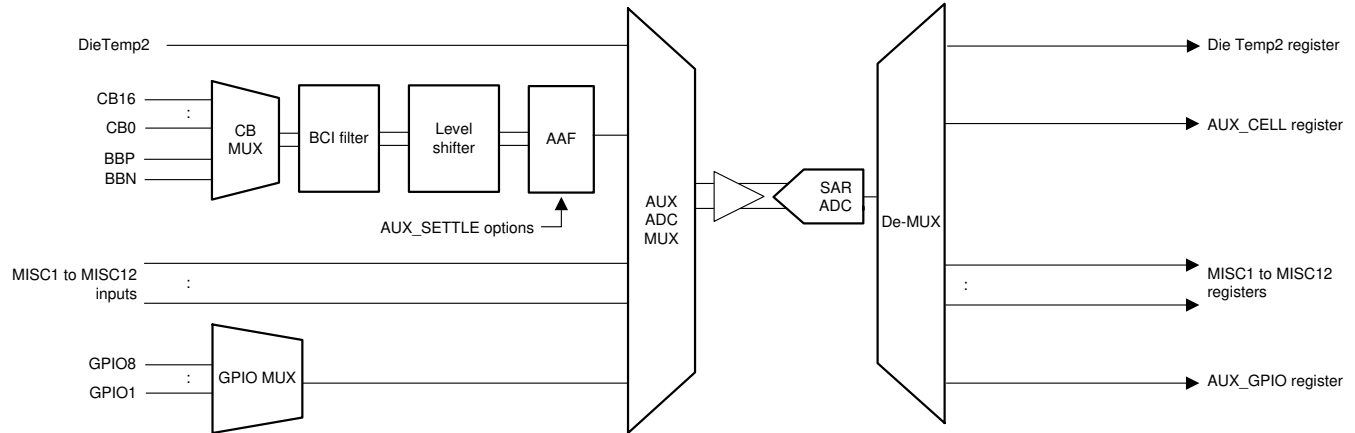 DieTemp2
Die Temp2 register
CB16
:
CB0
BBP
BBN
CB
MUX
BCI filter
Level
shifter
AAF
AUX_SETTLE options
AUX
ADC
MUX
SAR
ADC
De-MUX
AUX_CELL register
MISC1 to MISC12
inputs
:
:
MISC1 to MISC12
registers
GPIO8
:
GPIO1
GPIO MUX
AUX_GPIO register